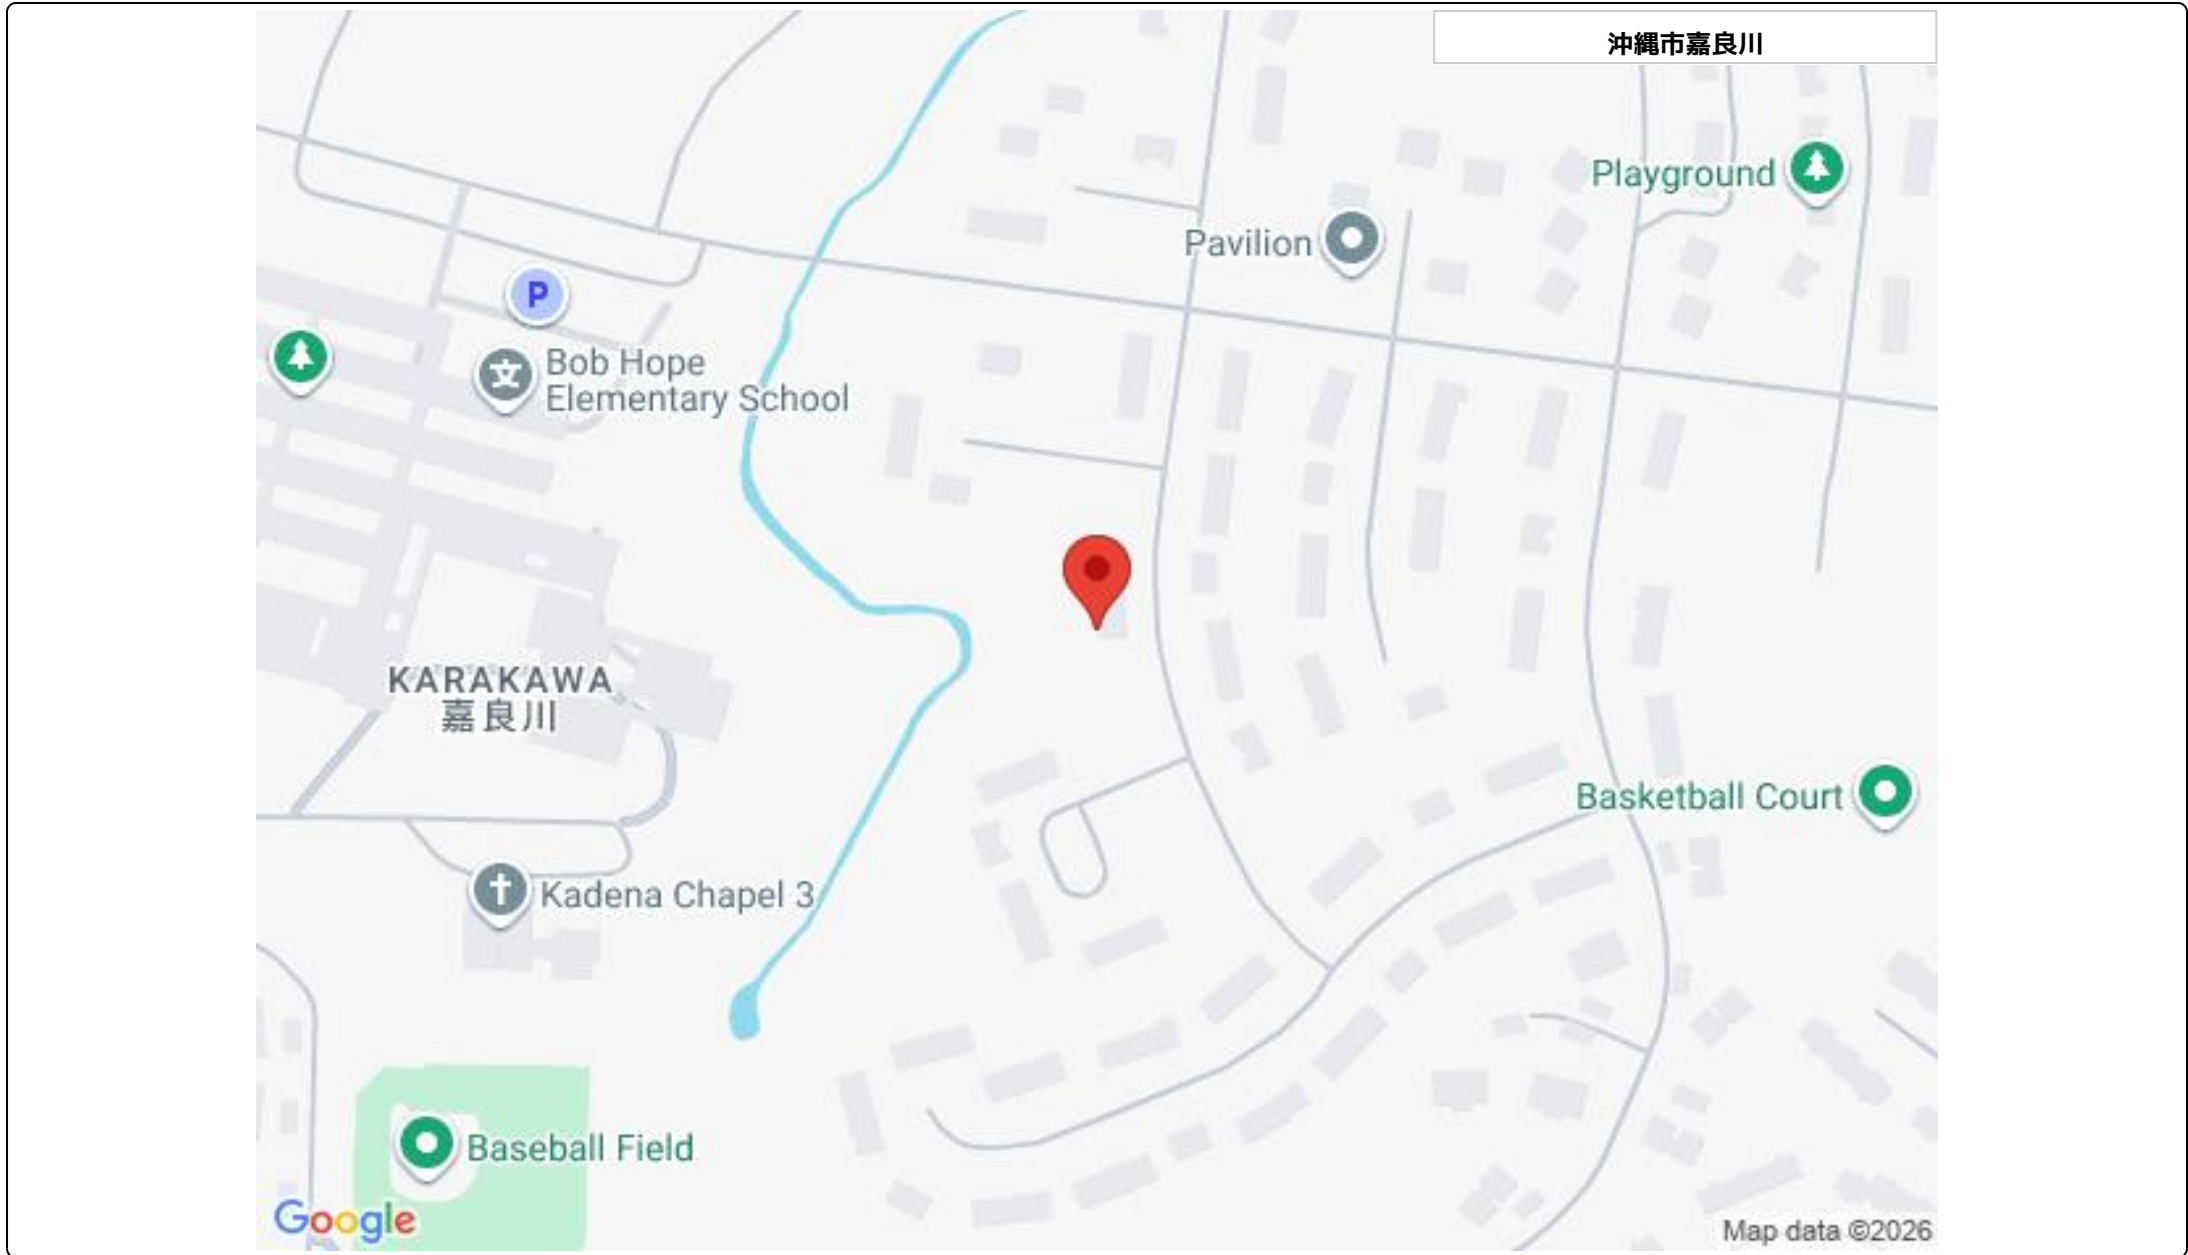 沖縄市嘉良川
Playground
Pavilion
P
Bob Hope
Elementary School
KARAKAWA
嘉良川
Basketball Court
Kadena Chapel 3
Baseball Field
Google
Map data ©2026